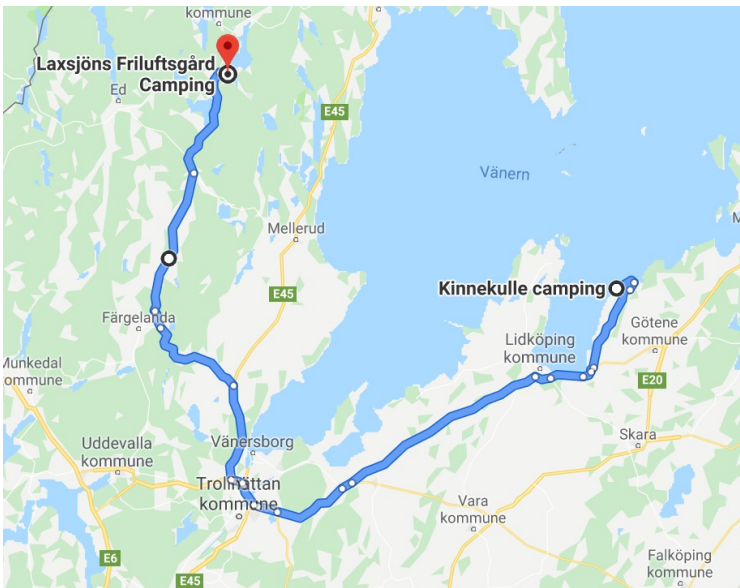 kommune
Laxsjöns Friluftsgård
Camping
Ed
E45
Vänern
Mellerud
E45
Kinnekulle camping
Färgelanda
Götene
kommune
Lidköping
kommune
Munkedal
kommune
E20
Skara
Uddevalla
kommune
Vänersborg
Trollhättan
kommune
Vara
kommune
E6
Falköping
kommune
E45